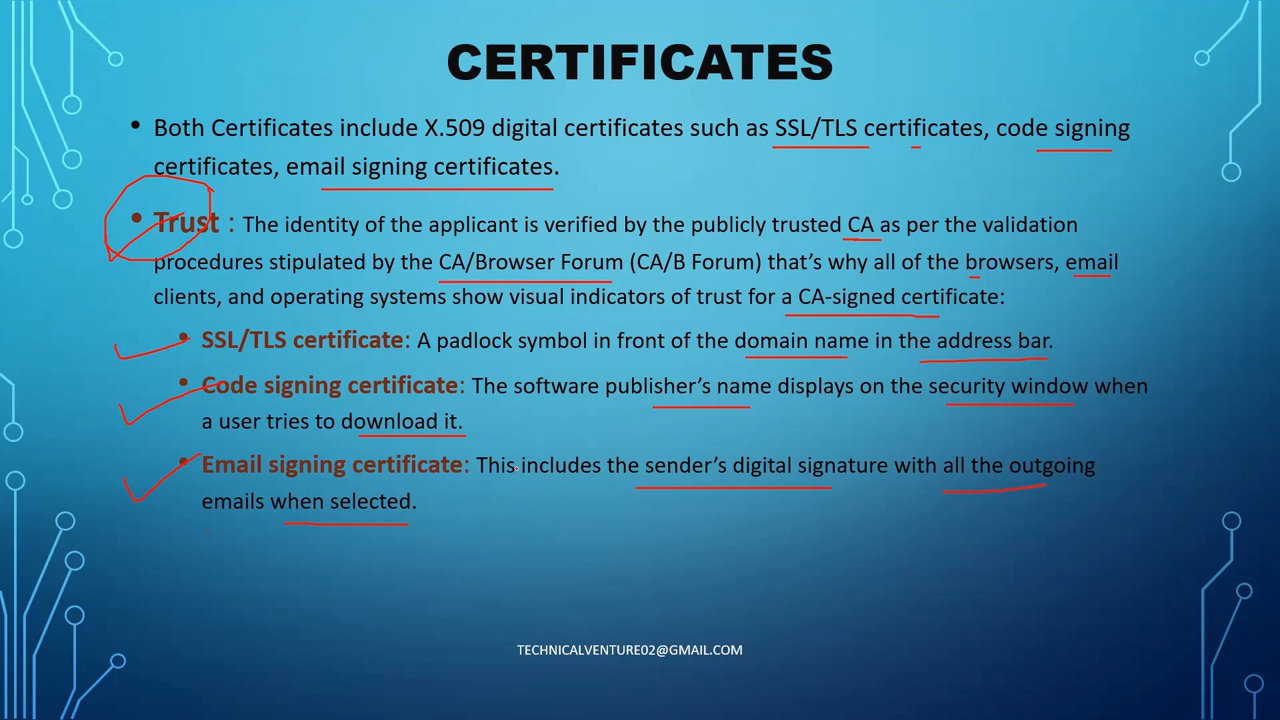 CERTIFICATES
• Both Certificates include X.509 digital certificates such as SSL/TLS certificates, code signing
certificates, email signing certificates.
• Trust : The identity of the applicant is verified by the publicly trusted CA as per the validation
procedures stipulated by the CA/Browser Forum (CA/B Forum) that’s why all of the browsers, email
clients, and operating systems show visual indicators of trust for a CA-signed certificate:
• SSL/TLS certificate: A padlock symbol in front of the domain name in the address bar.
• Code signing certificate: The software publisher’s name displays on the security window when
a user tries to download it.
• Email signing certificate: This includes the sender’s digital signature with all the outgoing
emails when selected.
TECHNICALVENTURE02@GMAIL.COM